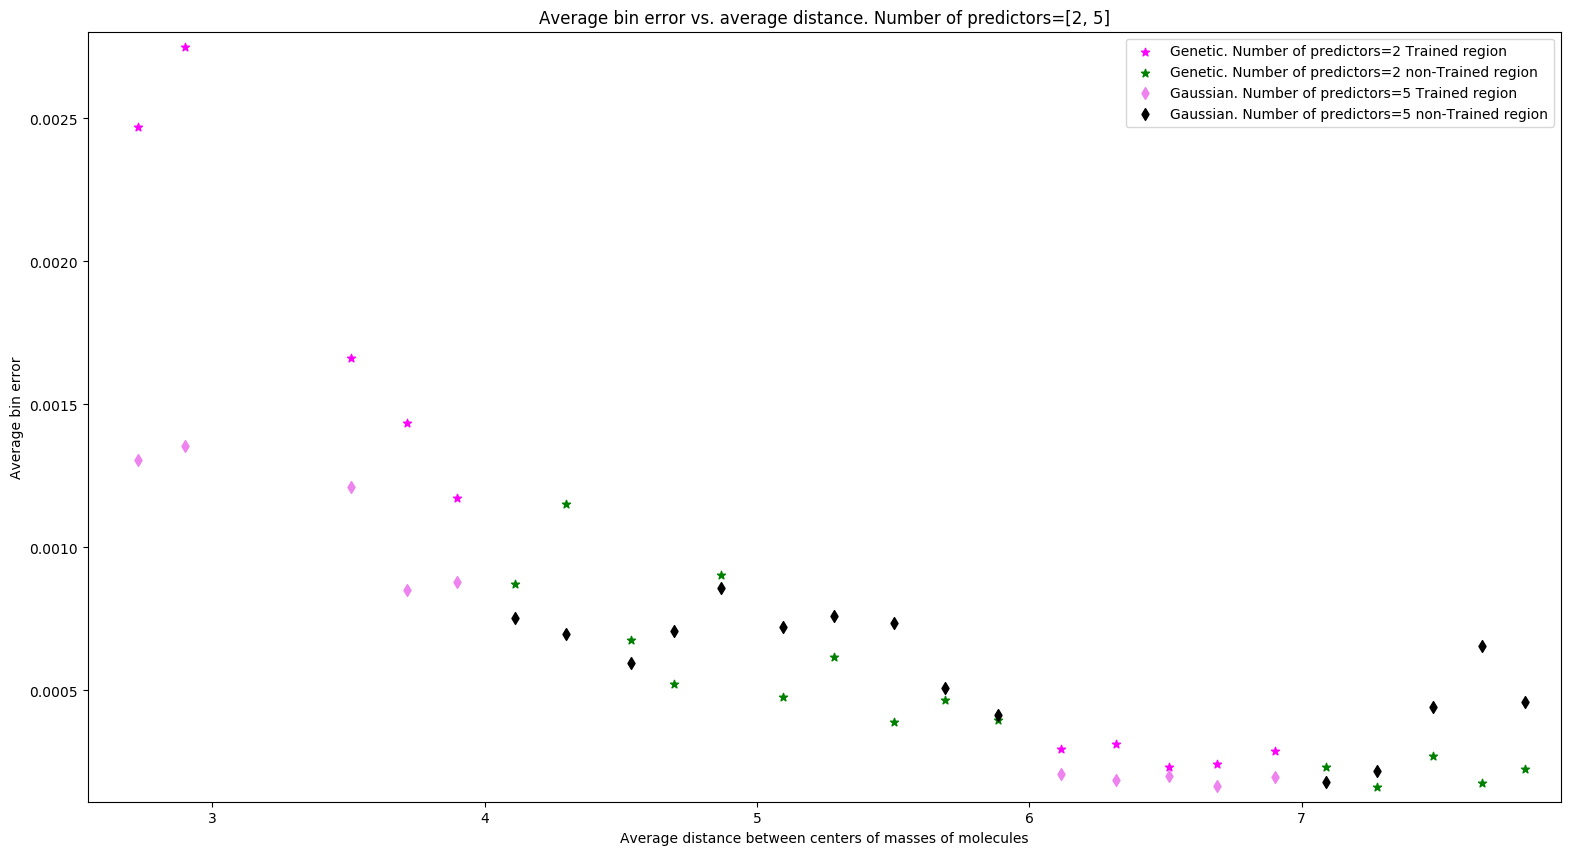 Average bin error vs. average distance. Number of predictors=[2, 5]
Genetic. Number of predictors=2 Trained region
Genetic. Number of predictors=2 non-Trained region
Gaussian. Number of predictors=5 Trained region
Gaussian. Number of predictors=5 non-Trained region
Average bin error
0.0025
0.0020
0.0015
0.0010
0.0005
3 4 5 6 7
Average distance between centers of masses of molecules